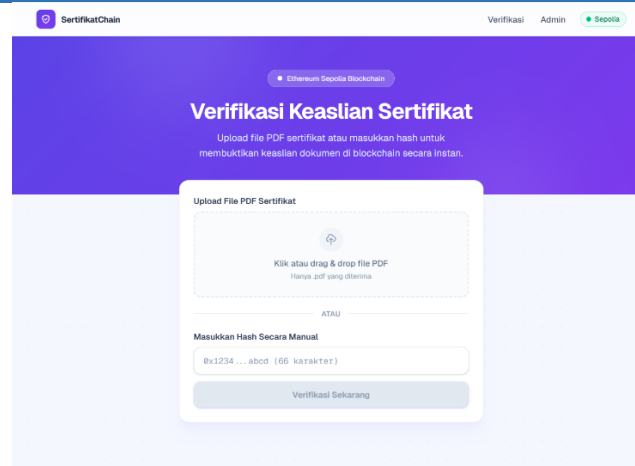 SertifikatChain
Verifikasi Admin Sepolia
Ethereum Sepolia Blockchain
Verifikasi Keaslian Sertifikat
Upload file PDF sertifikat atau masukkan hash untuk
membuktikan keaslian dokumen di blockchain secara instan.
Upload File PDF Sertifikat
Klik atau drag & drop file PDF
Hanya .pdf yang diterima
ATAU
Masukkan Hash Secara Manual
0x1234...abcd (66 karakter)
Verifikasi Sekarang